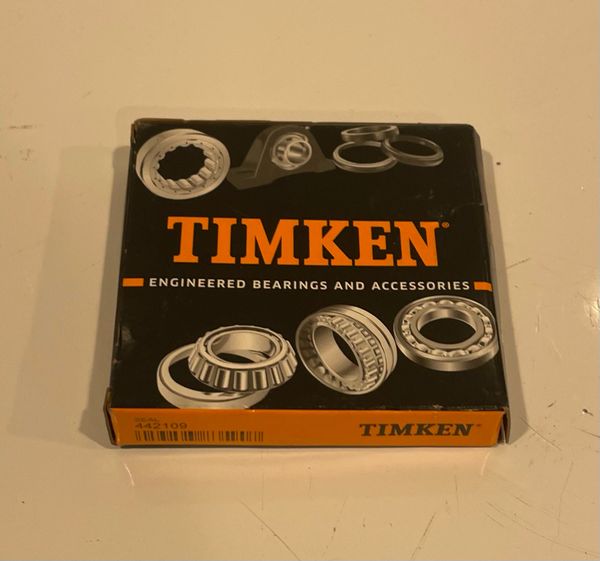 TIMKEN®
ENGINEERED BEARINGS AND ACCESSORIES
SEAL
442109
TIMKEN